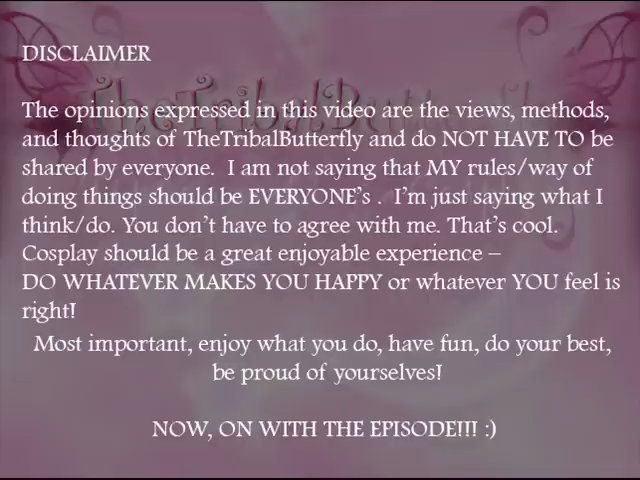 DISCLAIMER
TheTribalButterfly
The opinions expressed in this video are the views, methods,
and thoughts of TheTribalButterfly and do NOT HAVE TO be
shared by everyone.  I am not saying that MY rules/way of
doing things should be EVERYONE's .  I'm just saying what I
think/do. You don't have to agree with me. That's cool.
Cosplay should be a great enjoyable experience –
DO WHATEVER MAKES YOU HAPPY or whatever YOU feel is
right!
Most important, enjoy what you do, have fun, do your best,
be proud of yourselves!
NOW, ON WITH THE EPISODE!!! :)